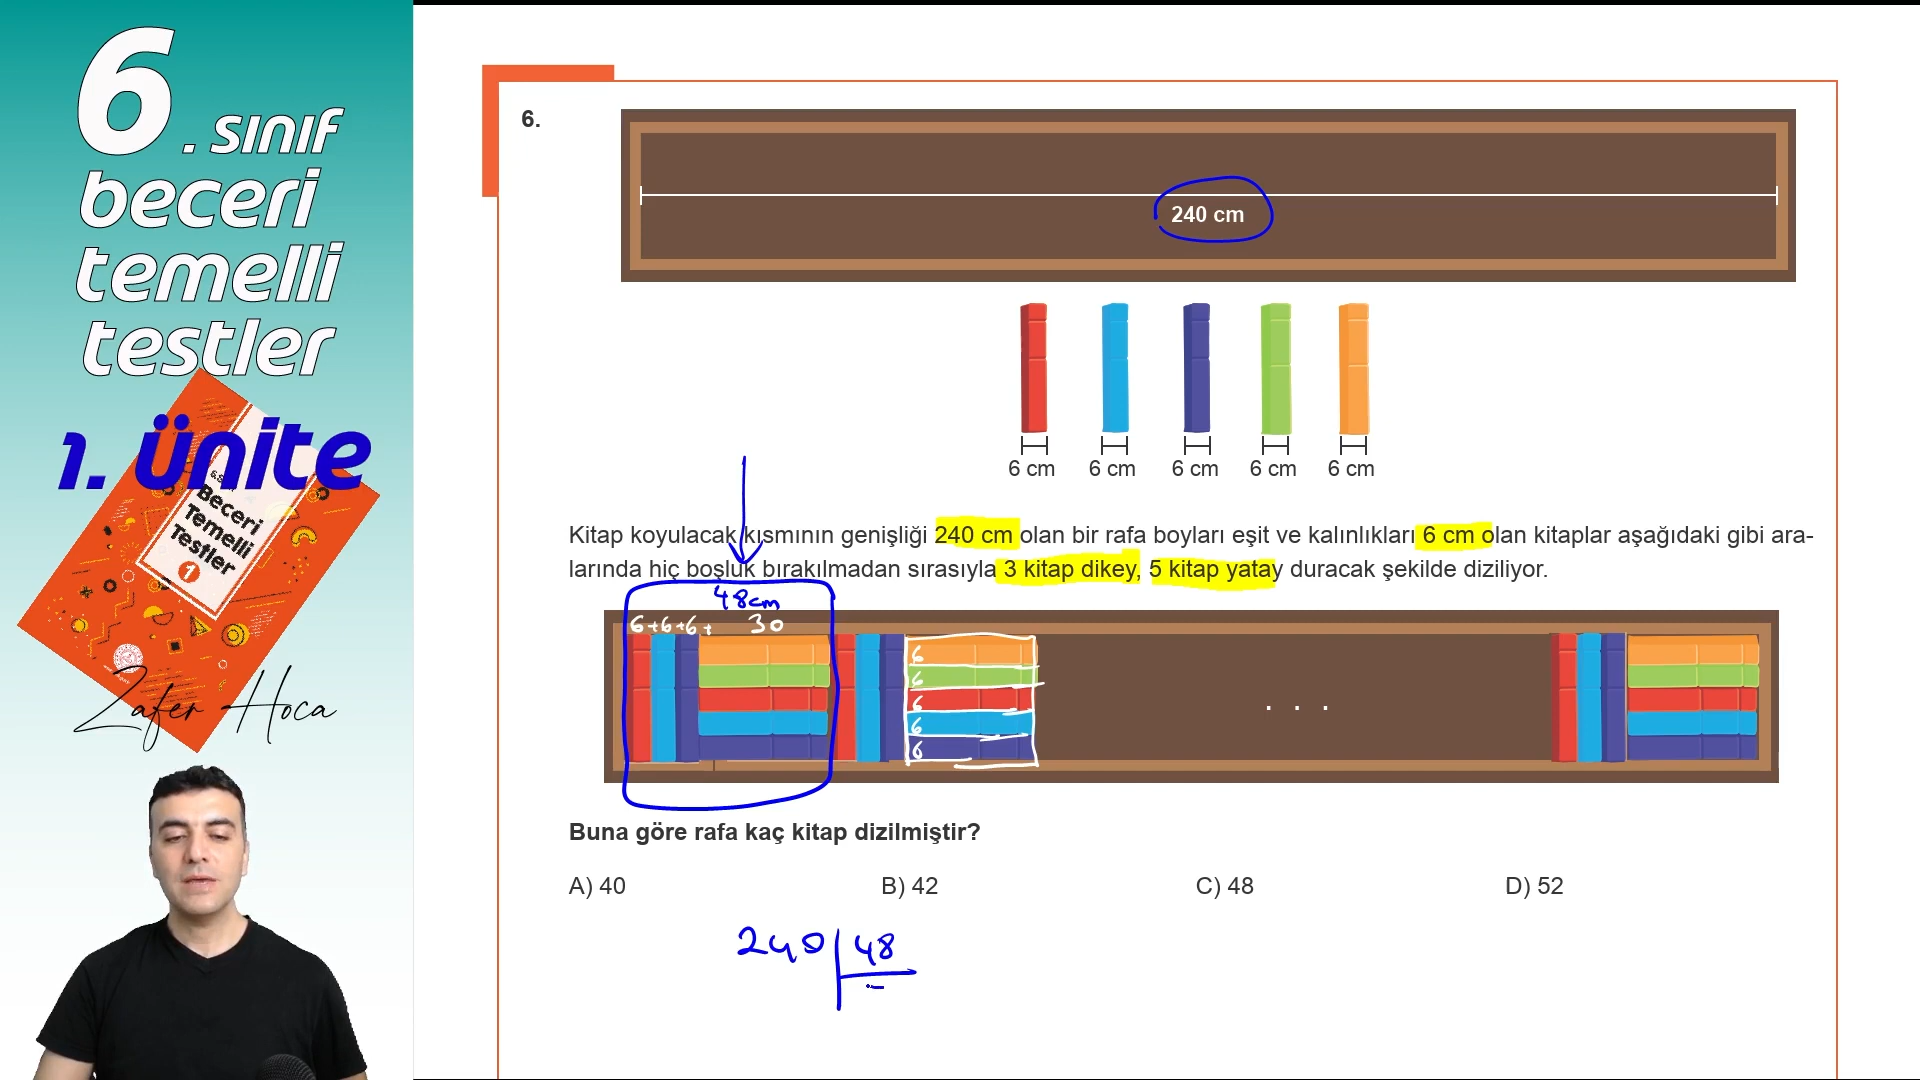 6. sınıf
beceri
temelli
testler
1. ünite
Beceri
Temelli
Testler
1
Zafer Hoca
6.
240 cm
6 cm 6 cm 6 cm 6 cm 6 cm
Kitap koyulacak kısmının genişliği 240 cm olan bir rafa boyları eşit ve kalınlıkları 6 cm olan kitaplar aşağıdaki gibi ara-
larında hiç boşluk bırakılmadan sırasıyla 3 kitap dikey, 5 kitap yatay duracak şekilde diziliyor.
48cm
6+6+6+ 30
6
6
6
6
6
. . .
Buna göre rafa kaç kitap dizilmiştir?
A) 40 B) 42 C) 48 D) 52
240 48